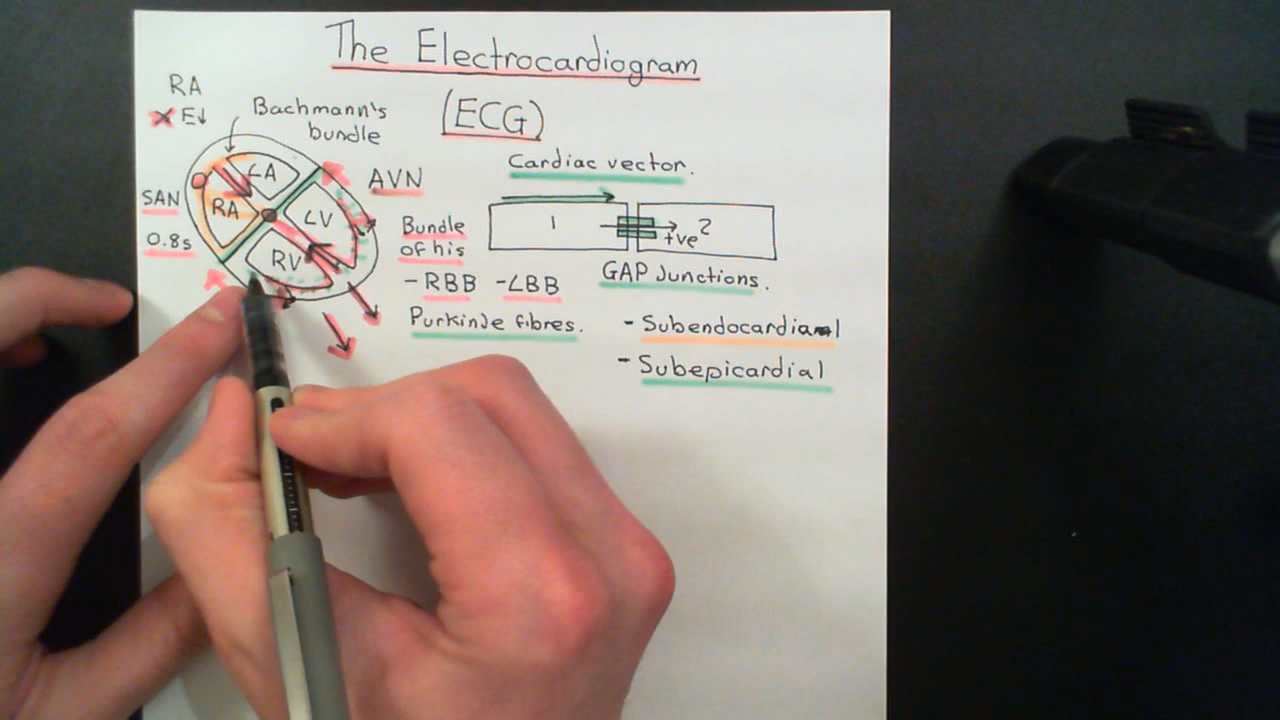 The Electrocardiogram
(ECG)
RA
x E↓
Bachmann's
bundle
LA
RA
LV
RV
SAN
0.8s
AVN
Bundle
of his
- RBB - LBB
Purkinje fibres.
Cardiac vector.
1
+ve 2
GAP Junctions.
- Subendocardial
- Subepicardial